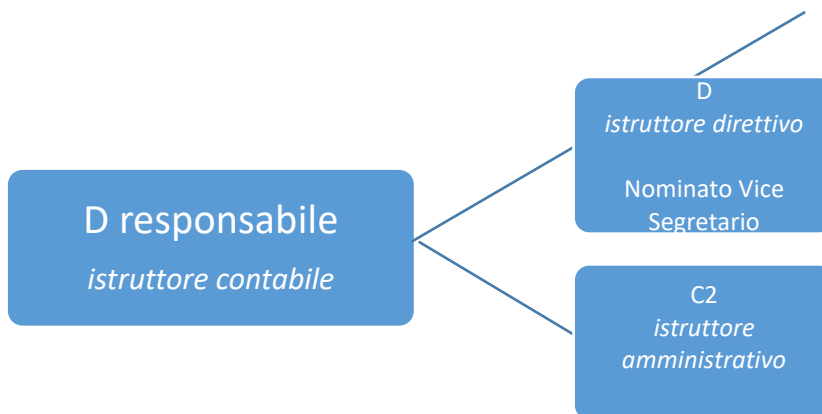 D
istruttore direttivo
Nominato Vice
Segretario
D responsabile
istruttore contabile
C2
istruttore
amministrativo